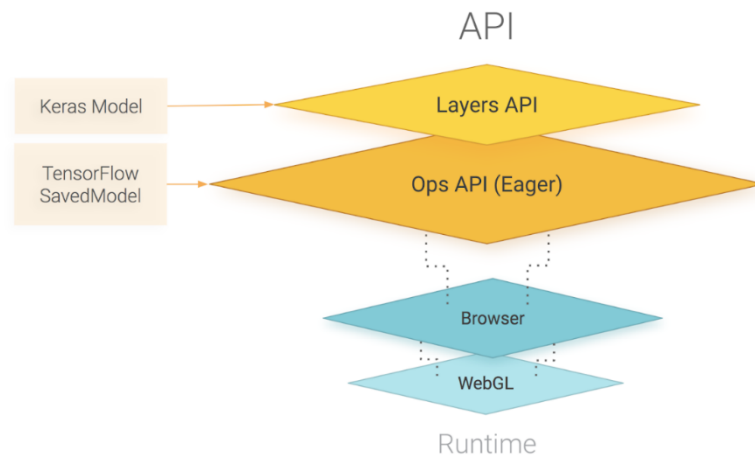 API
Keras Model
Layers API
TensorFlow
SavedModel
Ops API (Eager)
Browser
WebGL
Runtime